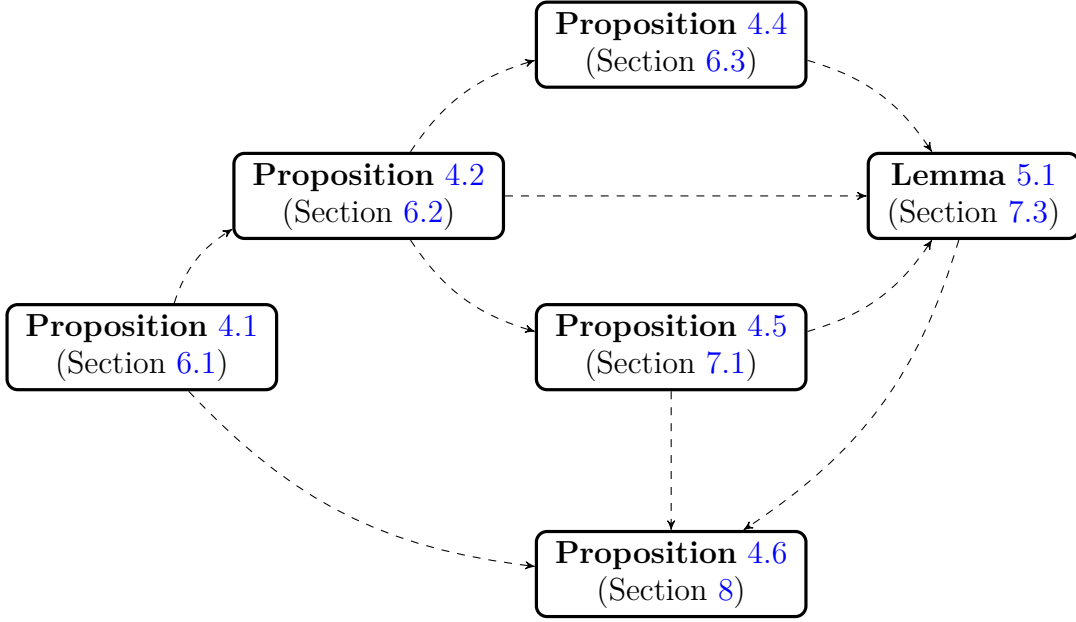 Proposition 4.4
(Section 6.3)
Proposition 4.2
(Section 6.2)
Lemma 5.1
(Section 7.3)
Proposition 4.1
(Section 6.1)
Proposition 4.5
(Section 7.1)
Proposition 4.6
(Section 8)